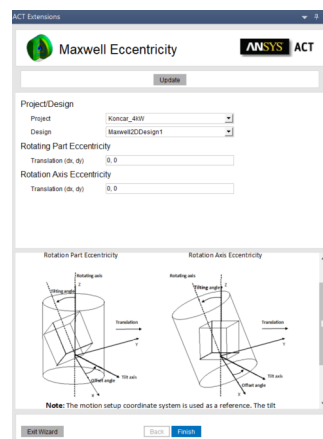 ACT Extensions
Maxwell Eccentricity
ANSYS ACT
Update
Project/Design
Project Koncar_4kW
Design Maxwell2DDesign1
Rotating Part Eccentricity
Translation (dx, dy) 0, 0
Rotation Axis Eccentricity
Translation (dx, dy) 0, 0
Rotation Part Eccentricity Rotation Axis Eccentricity
Rotating axis
Tilting angle
Z
Translation
Y
Tilt axis
Offset angle
X
Rotating axis
Tilting angle
Z
Translation
Y
Tilt axis
Offset angle
X
Note: The motion setup coordinate system is used as a reference. The tilt
Exit Wizard Back Finish